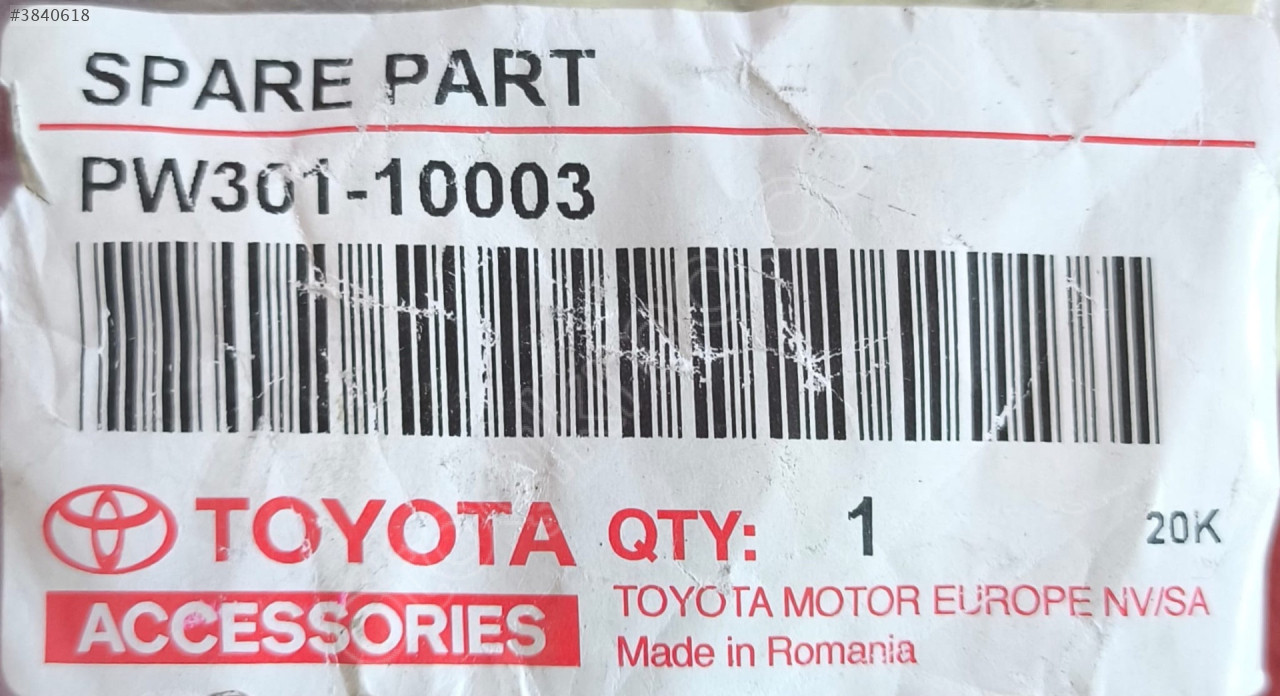 #3840618
SPARE PART
PW301-10003
TOYOTA QTY: 1 20K
ACCESSORIES
TOYOTA MOTOR EUROPE NV/SA
Made in Romania